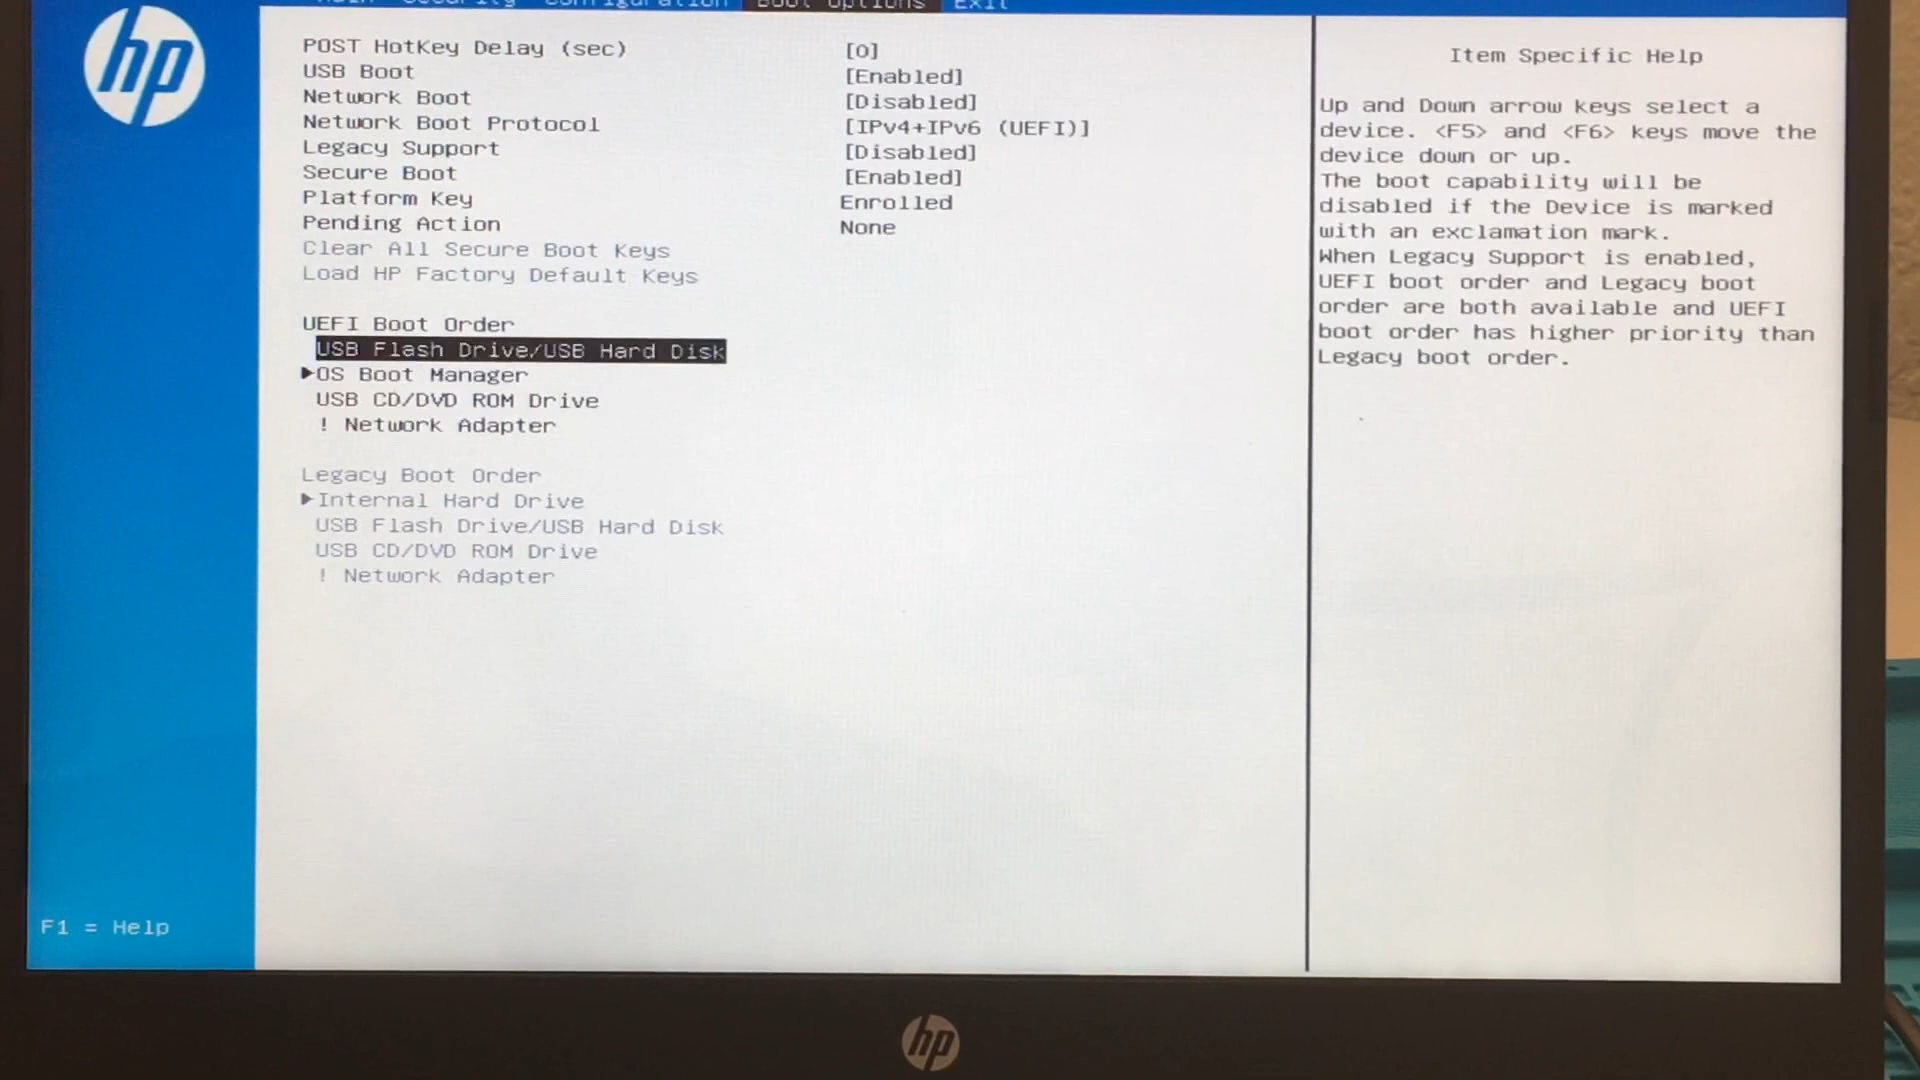 Main Security Configuration Boot Options Exit
hp
POST HotKey Delay (sec) [0]
USB Boot [Enabled]
Network Boot [Disabled]
Network Boot Protocol [IPv4+IPv6 (UEFI)]
Legacy Support [Disabled]
Secure Boot [Enabled]
Platform Key Enrolled
Pending Action None
Clear All Secure Boot Keys
Load HP Factory Default Keys
UEFI Boot Order
USB Flash Drive/USB Hard Disk
▶OS Boot Manager
USB CD/DVD ROM Drive
! Network Adapter
Legacy Boot Order
▶Internal Hard Drive
USB Flash Drive/USB Hard Disk
USB CD/DVD ROM Drive
! Network Adapter
Item Specific Help
Up and Down arrow keys select a
device. <F5> and <F6> keys move the
device down or up.
The boot capability will be
disabled if the Device is marked
with an exclamation mark.
When Legacy Support is enabled,
UEFI boot order and Legacy boot
order are both available and UEFI
boot order has higher priority than
Legacy boot order.
F1 = Help
hp